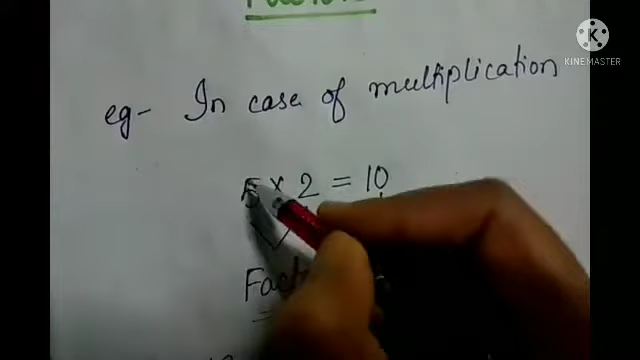 KINEMASTER
eg- In case of multiplication
5 × 2 = 10